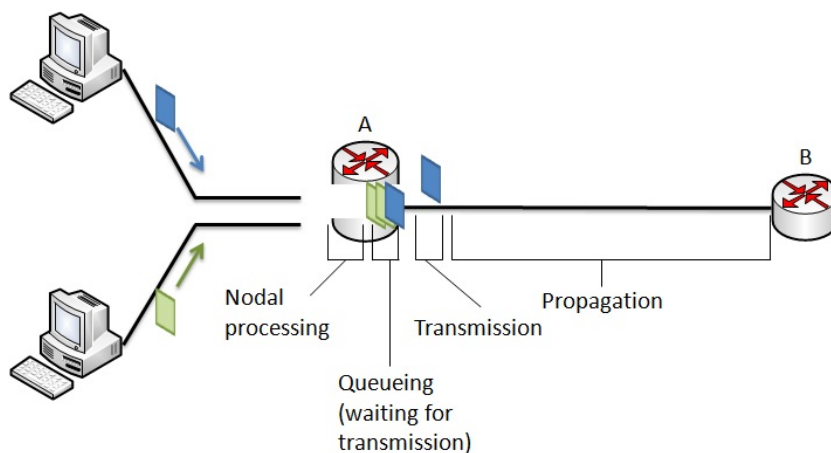 A
B
Nodal
processing
Transmission
Propagation
Queueing
(waiting for
transmission)